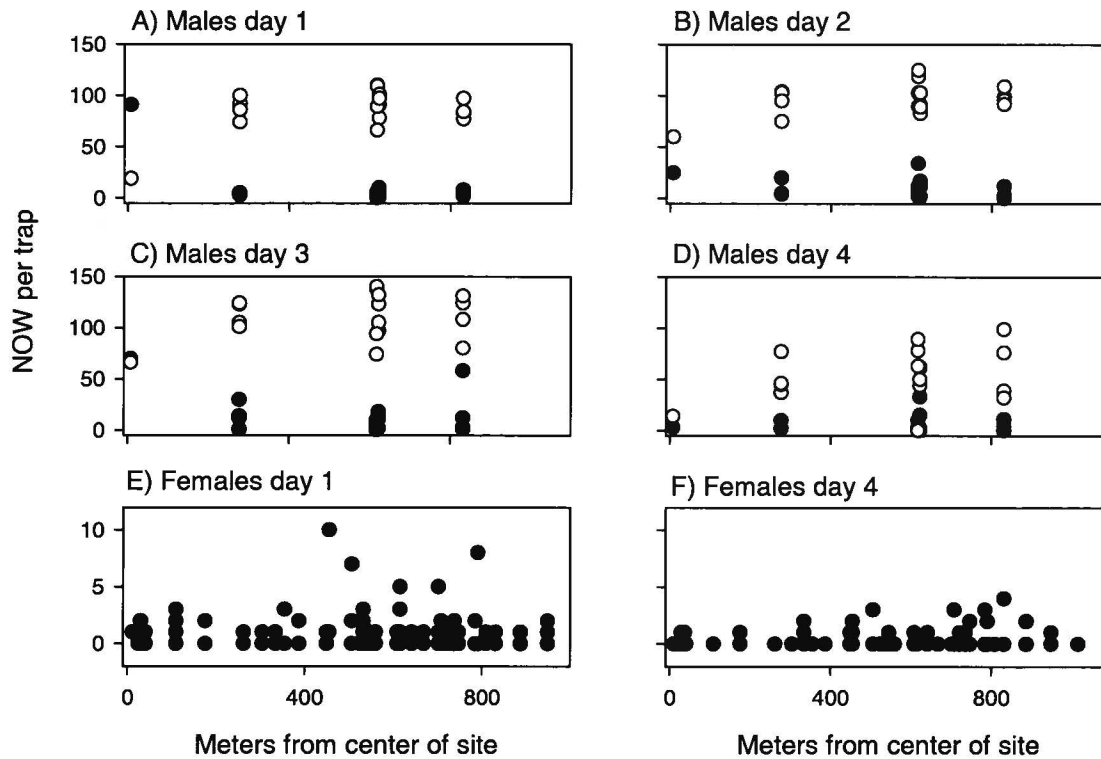 A) Males day 1
B) Males day 2
150
100
50
0
C) Males day 3
D) Males day 4
150
100
50
0
NOW per trap
E) Females day 1
F) Females day 4
10
5
0
0 400 800
0 400 800
Meters from center of site
Meters from center of site